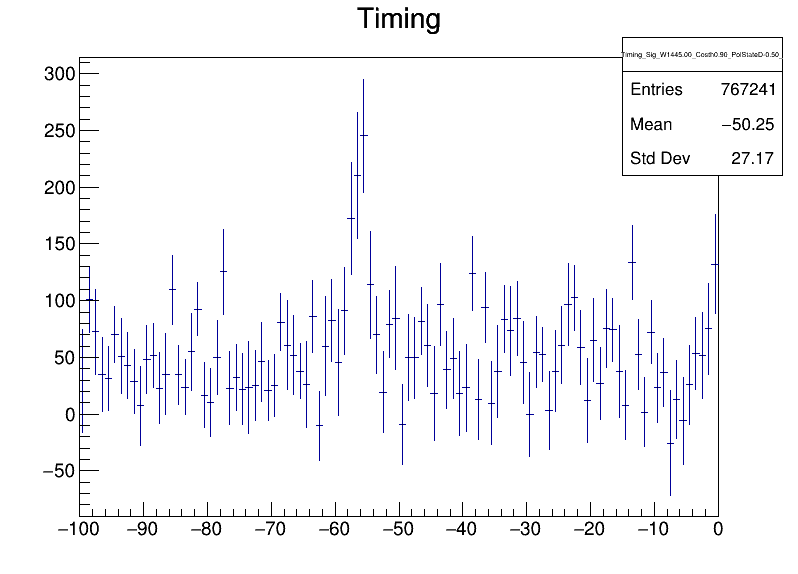 Timing
Timing_Sig_W1445.00_Costh0.90_PolStateD-0.50_
Entries 767241
Mean −50.25
Std Dev 27.17
300
250
200
150
100
50
0
−50
−100 −90 −80 −70 −60 −50 −40 −30 −20 −10 0